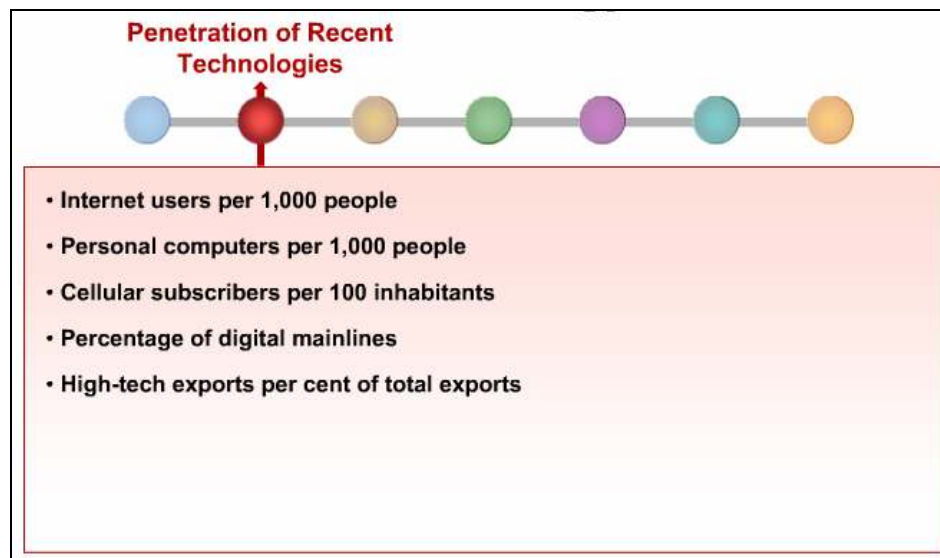 Penetration of Recent
Technologies
• Internet users per 1,000 people
• Personal computers per 1,000 people
• Cellular subscribers per 100 inhabitants
• Percentage of digital mainlines
• High-tech exports per cent of total exports